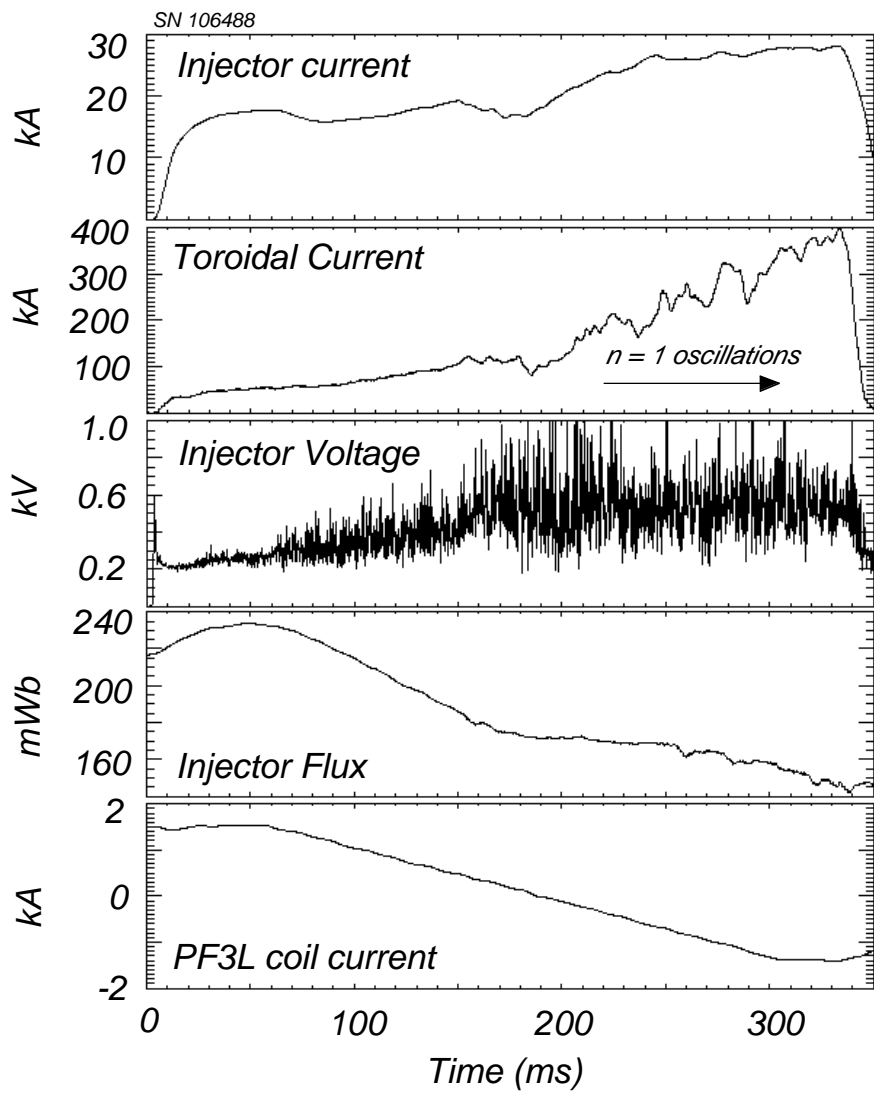 SN 106488
30
Injector current
20
kA
10
400
Toroidal Current
300
kA
200
n = 1 oscillations
100
1.0
Injector Voltage
kV
0.6
0.2
240
mWb
200
160
Injector Flux
2
kA
0
PF3L coil current
-2
0 100 200 300
Time (ms)